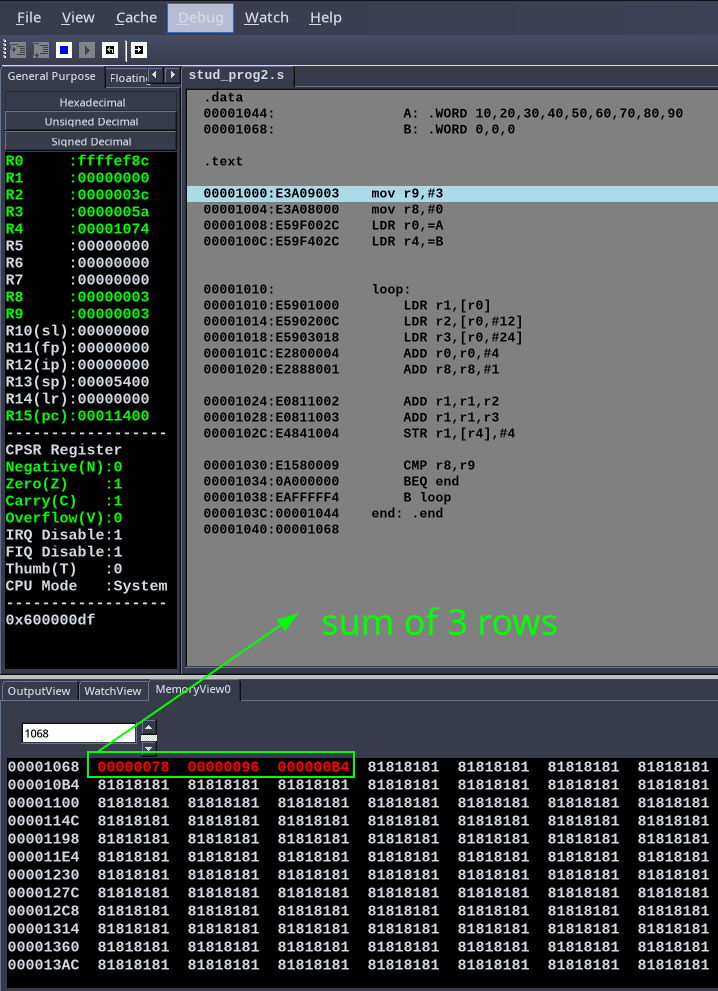 File View Cache Debug Watch Help
General Purpose Floating
stud_prog2.s
Hexadecimal
Unsigned Decimal
Signed Decimal
R0 :ffffef8c
R1 :00000000
R2 :0000003c
R3 :0000005a
R4 :00001074
R5 :00000000
R6 :00000000
R7 :00000000
R8 :00000003
R9 :00000003
R10(sl):00000000
R11(fp):00000000
R12(ip):00000000
R13(sp):00005400
R14(lr):00000000
R15(pc):00011400
------------------
CPSR Register
Negative(N):0
Zero(Z) :1
Carry(C) :1
Overflow(V):0
IRQ Disable:1
FIQ Disable:1
Thumb(T) :0
CPU Mode :System
------------------
0x600000df
.data
00001044: A: .WORD 10,20,30,40,50,60,70,80,90
00001068: B: .WORD 0,0,0
.text
00001000:E3A09003 mov r9,#3
00001004:E3A08000 mov r8,#0
00001008:E59F002C LDR r0,=A
0000100C:E59F402C LDR r4,=B
00001010: loop:
00001010:E5901000 LDR r1,[r0]
00001014:E590200C LDR r2,[r0,#12]
00001018:E5903018 LDR r3,[r0,#24]
0000101C:E2800004 ADD r0,r0,#4
00001020:E2888001 ADD r8,r8,#1
00001024:E0811002 ADD r1,r1,r2
00001028:E0811003 ADD r1,r1,r3
0000102C:E4841004 STR r1,[r4],#4
00001030:E1580009 CMP r8,r9
00001034:0A000000 BEQ end
00001038:EAFFFFF4 B loop
0000103C:00001044 end: .end
00001040:00001068
sum of 3 rows
OutputView WatchView MemoryView0
1068
00001068 00000078 00000096 000000B4 81818181 81818181 81818181 81818181
000010B4 81818181 81818181 81818181 81818181 81818181 81818181 81818181
00001100 81818181 81818181 81818181 81818181 81818181 81818181 81818181
0000114C 81818181 81818181 81818181 81818181 81818181 81818181 81818181
00001198 81818181 81818181 81818181 81818181 81818181 81818181 81818181
000011E4 81818181 81818181 81818181 81818181 81818181 81818181 81818181
00001230 81818181 81818181 81818181 81818181 81818181 81818181 81818181
0000127C 81818181 81818181 81818181 81818181 81818181 81818181 81818181
000012C8 81818181 81818181 81818181 81818181 81818181 81818181 81818181
00001314 81818181 81818181 81818181 81818181 81818181 81818181 81818181
00001360 81818181 81818181 81818181 81818181 81818181 81818181 81818181
000013AC 81818181 81818181 81818181 81818181 81818181 81818181 81818181